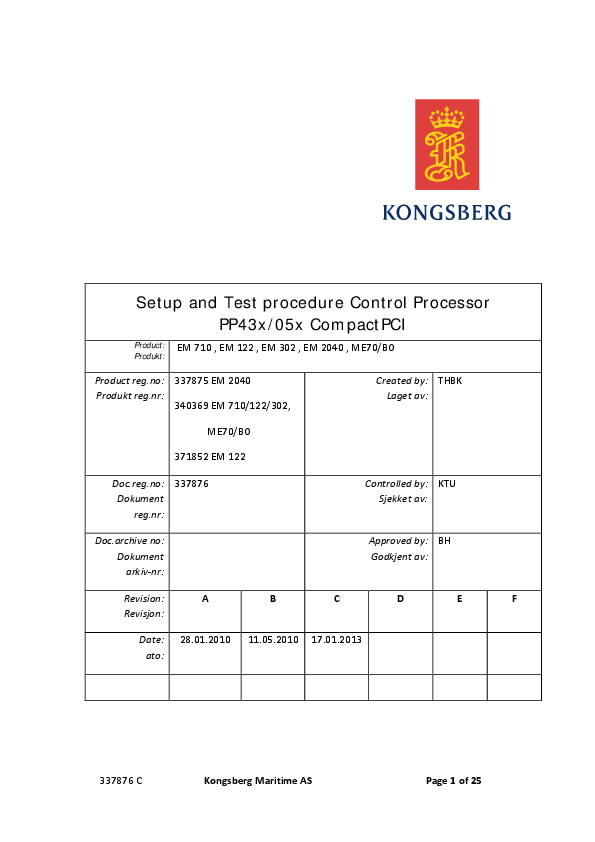 KONGSBERG
Setup and Test procedure Control Processor
PP43x/05x CompactPCI
Product: EM 710 , EM 122 , EM 302 , EM 2040 , ME70/B0
Produkt:
Product reg.no: 337875 EM 2040 Created by: THBK
Produkt reg.nr: Laget av:
340369 EM 710/122/302,
ME70/B0
371852 EM 122
Doc.reg.no: 337876 Controlled by: KTU
Dokument Sjekket av:
reg.nr:
Doc.archive no: Approved by: BH
Dokument Godkjent av:
arkiv-nr:
Revision: A B C D E F
Revisjon:
Date: 28.01.2010 11.05.2010 17.01.2013
ato:
337876 C Kongsberg Maritime AS Page 1 of 25